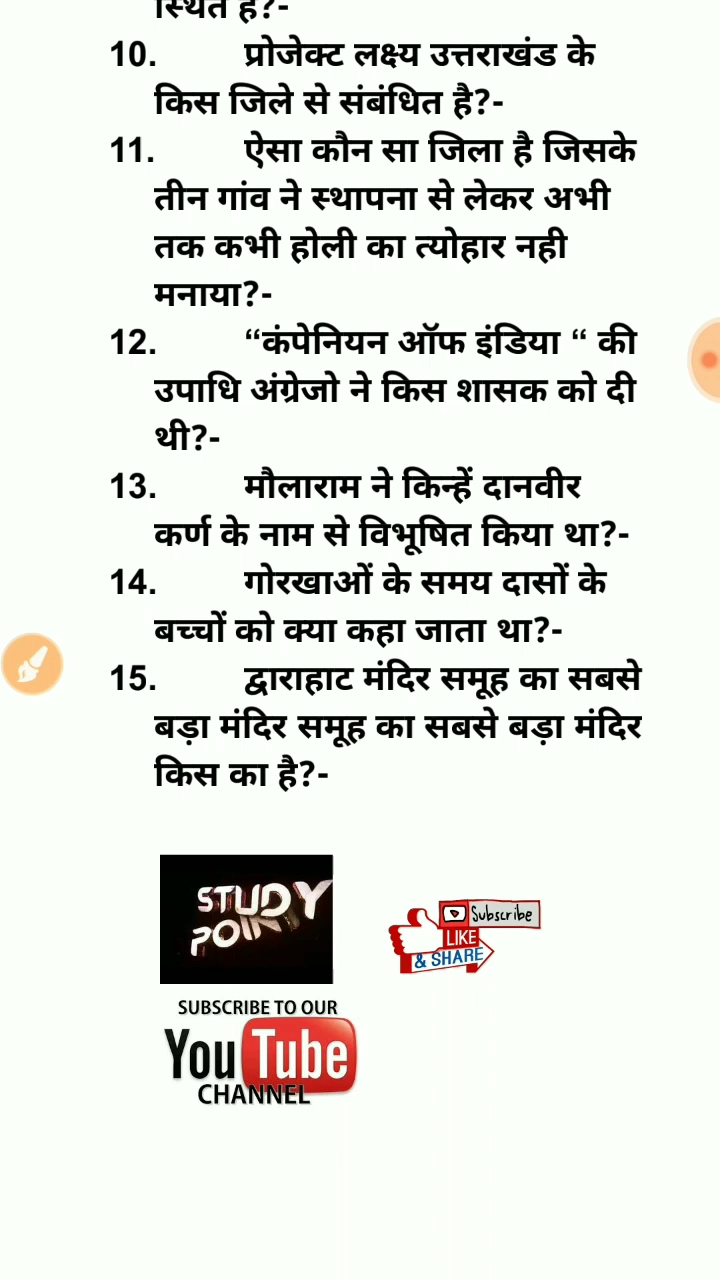 स्थित है?-
10. प्रोजेक्ट लक्ष्य उत्तराखंड के
किस जिले से संबंधित है?-
11. ऐसा कौन सा जिला है जिसके
तीन गांव ने स्थापना से लेकर अभी
तक कभी होली का त्योहार नही
मनाया?-
12. “कंपेनियन ऑफ इंडिया “ की
उपाधि अंग्रेजो ने किस शासक को दी
थी?-
13. मौलाराम ने किन्हें दानवीर
कर्ण के नाम से विभूषित किया था?-
14. गोरखाओं के समय दासों के
बच्चों को क्या कहा जाता था?-
15. द्वाराहाट मंदिर समूह का सबसे
बड़ा मंदिर समूह का सबसे बड़ा मंदिर
किस का है?-
STUDY
POINT
Subscribe
LIKE
& SHARE
SUBSCRIBE TO OUR
YouTube
CHANNEL